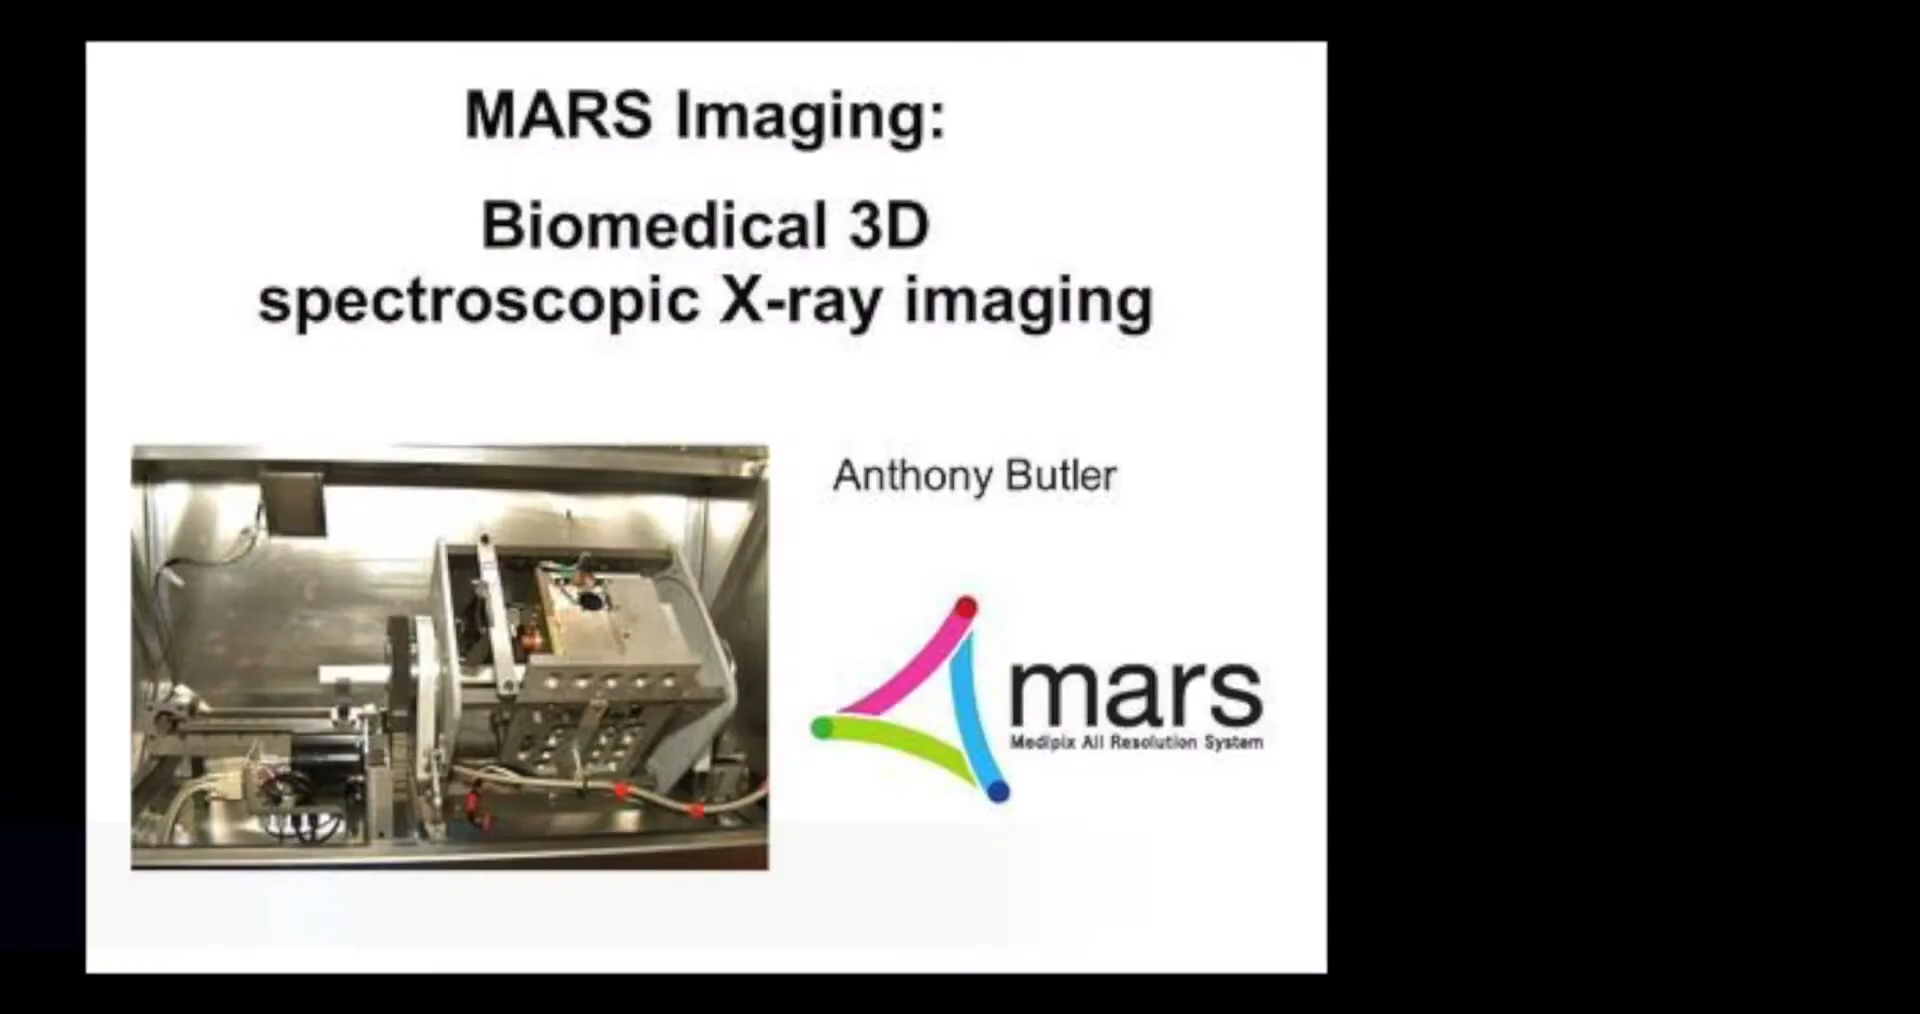 MARS Imaging:
Biomedical 3D
spectroscopic X-ray imaging
Anthony Butler
mars
Medipix All Resolution System